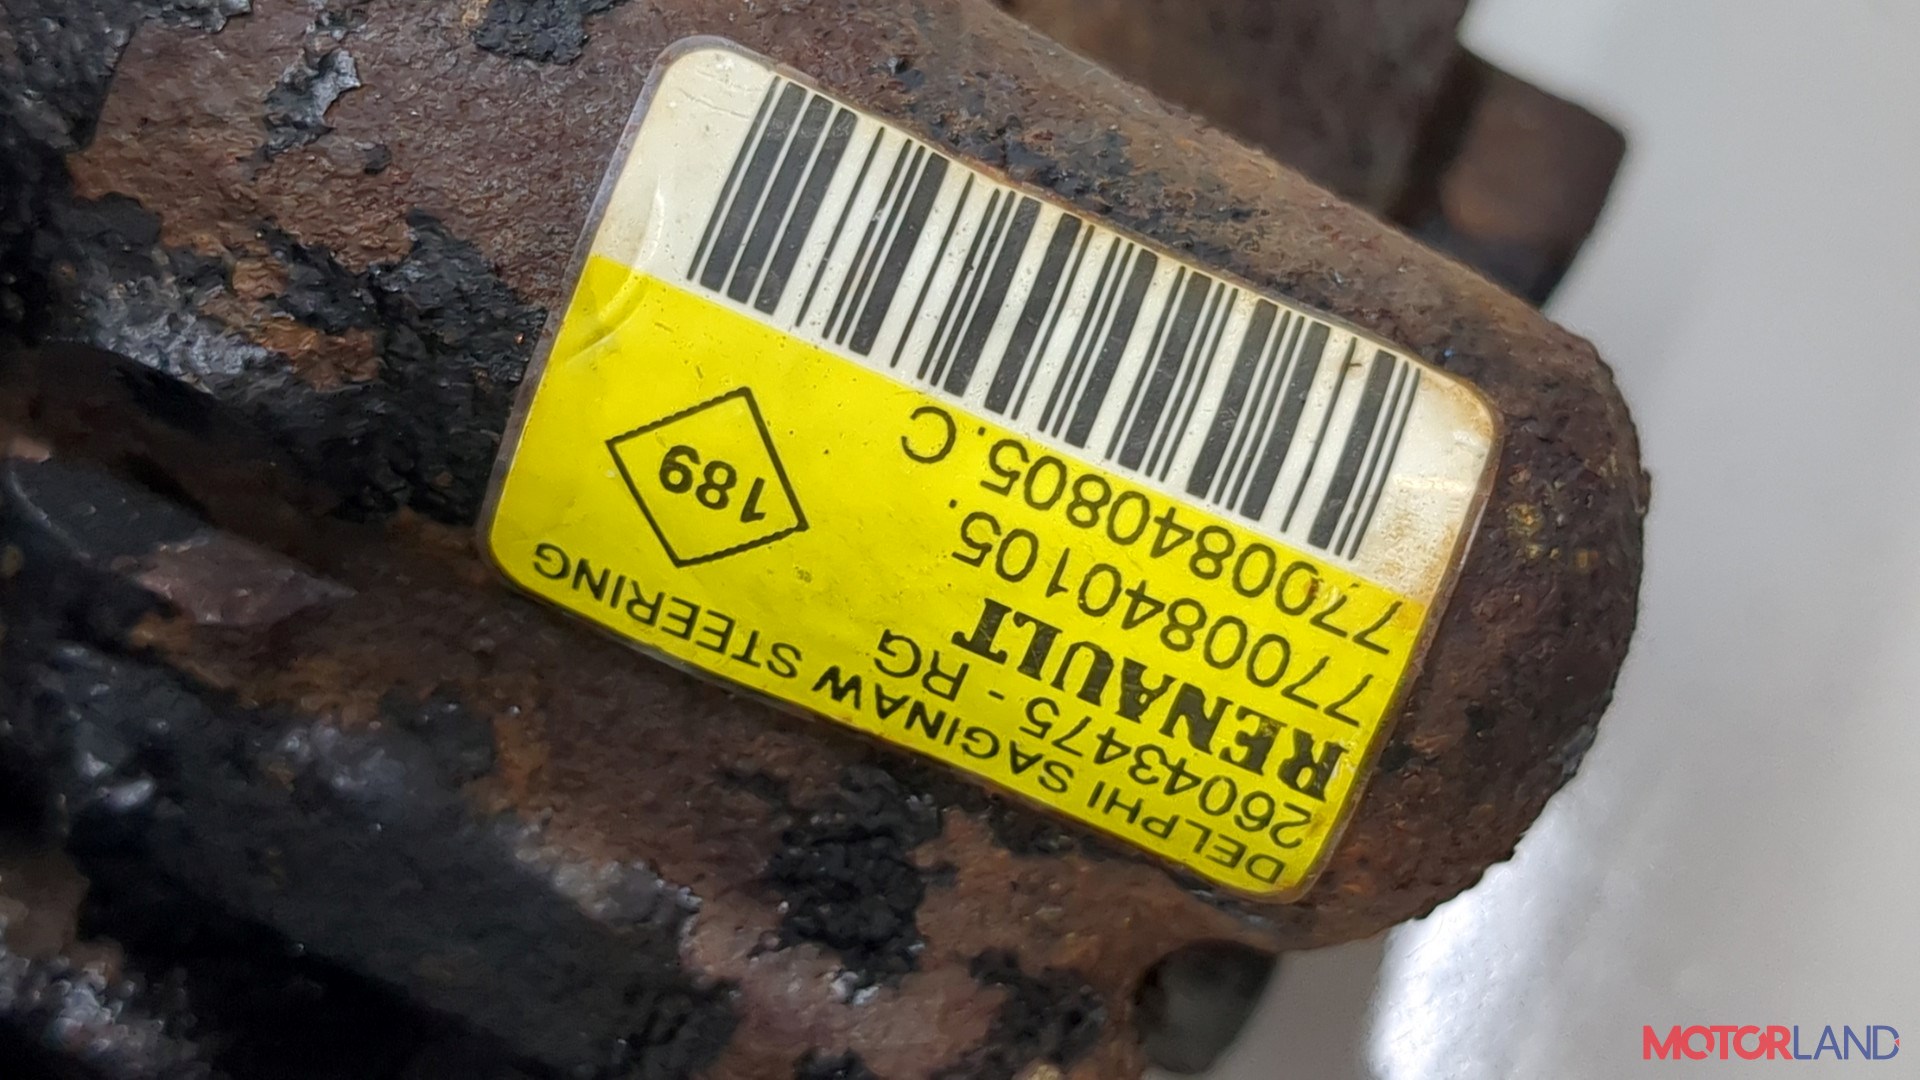 DELPHI SAGINAW STEERING
26043475 - RG
RENAULT
7700840105.
7700840805.C
189
MOTORLAND